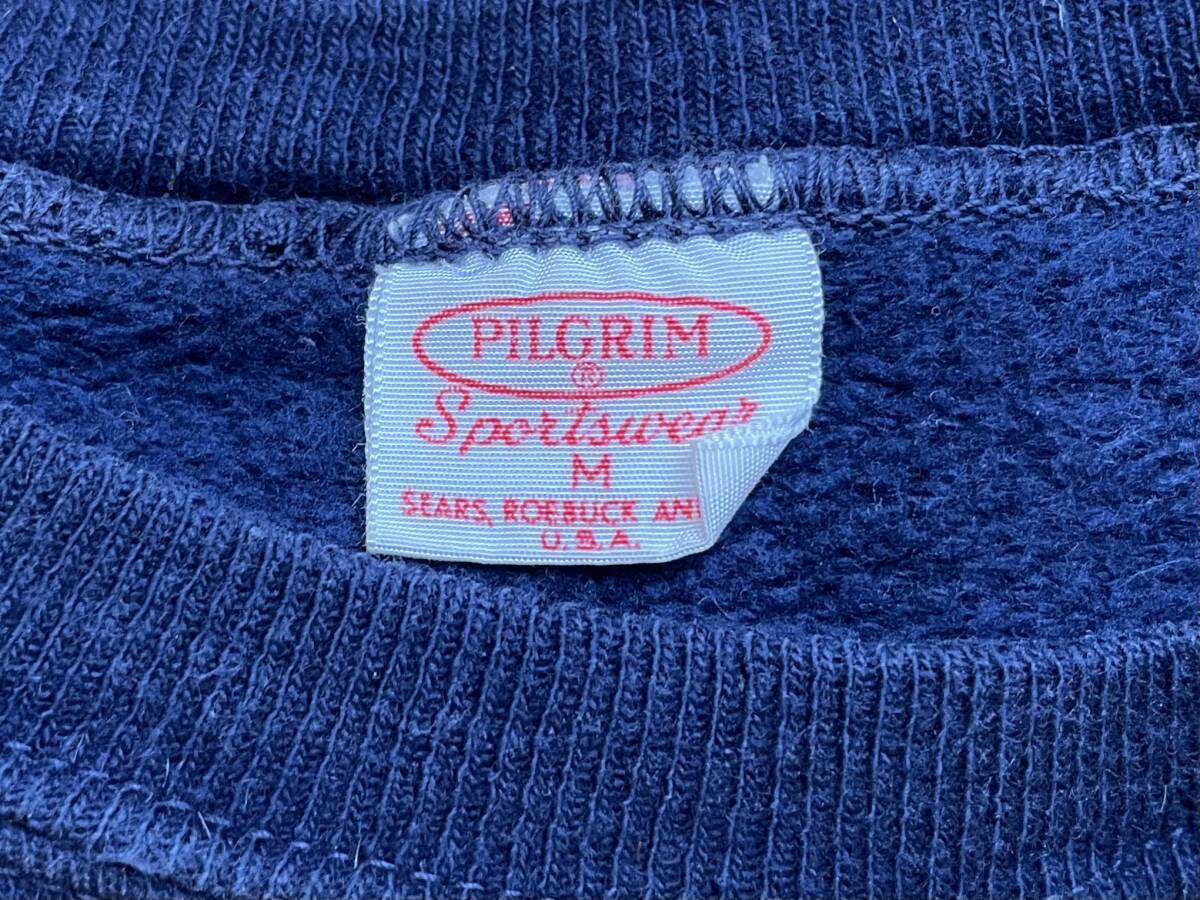 PILGRIM
®
Sportswear
M
SEARS, ROEBUCK AN
U.S.A.